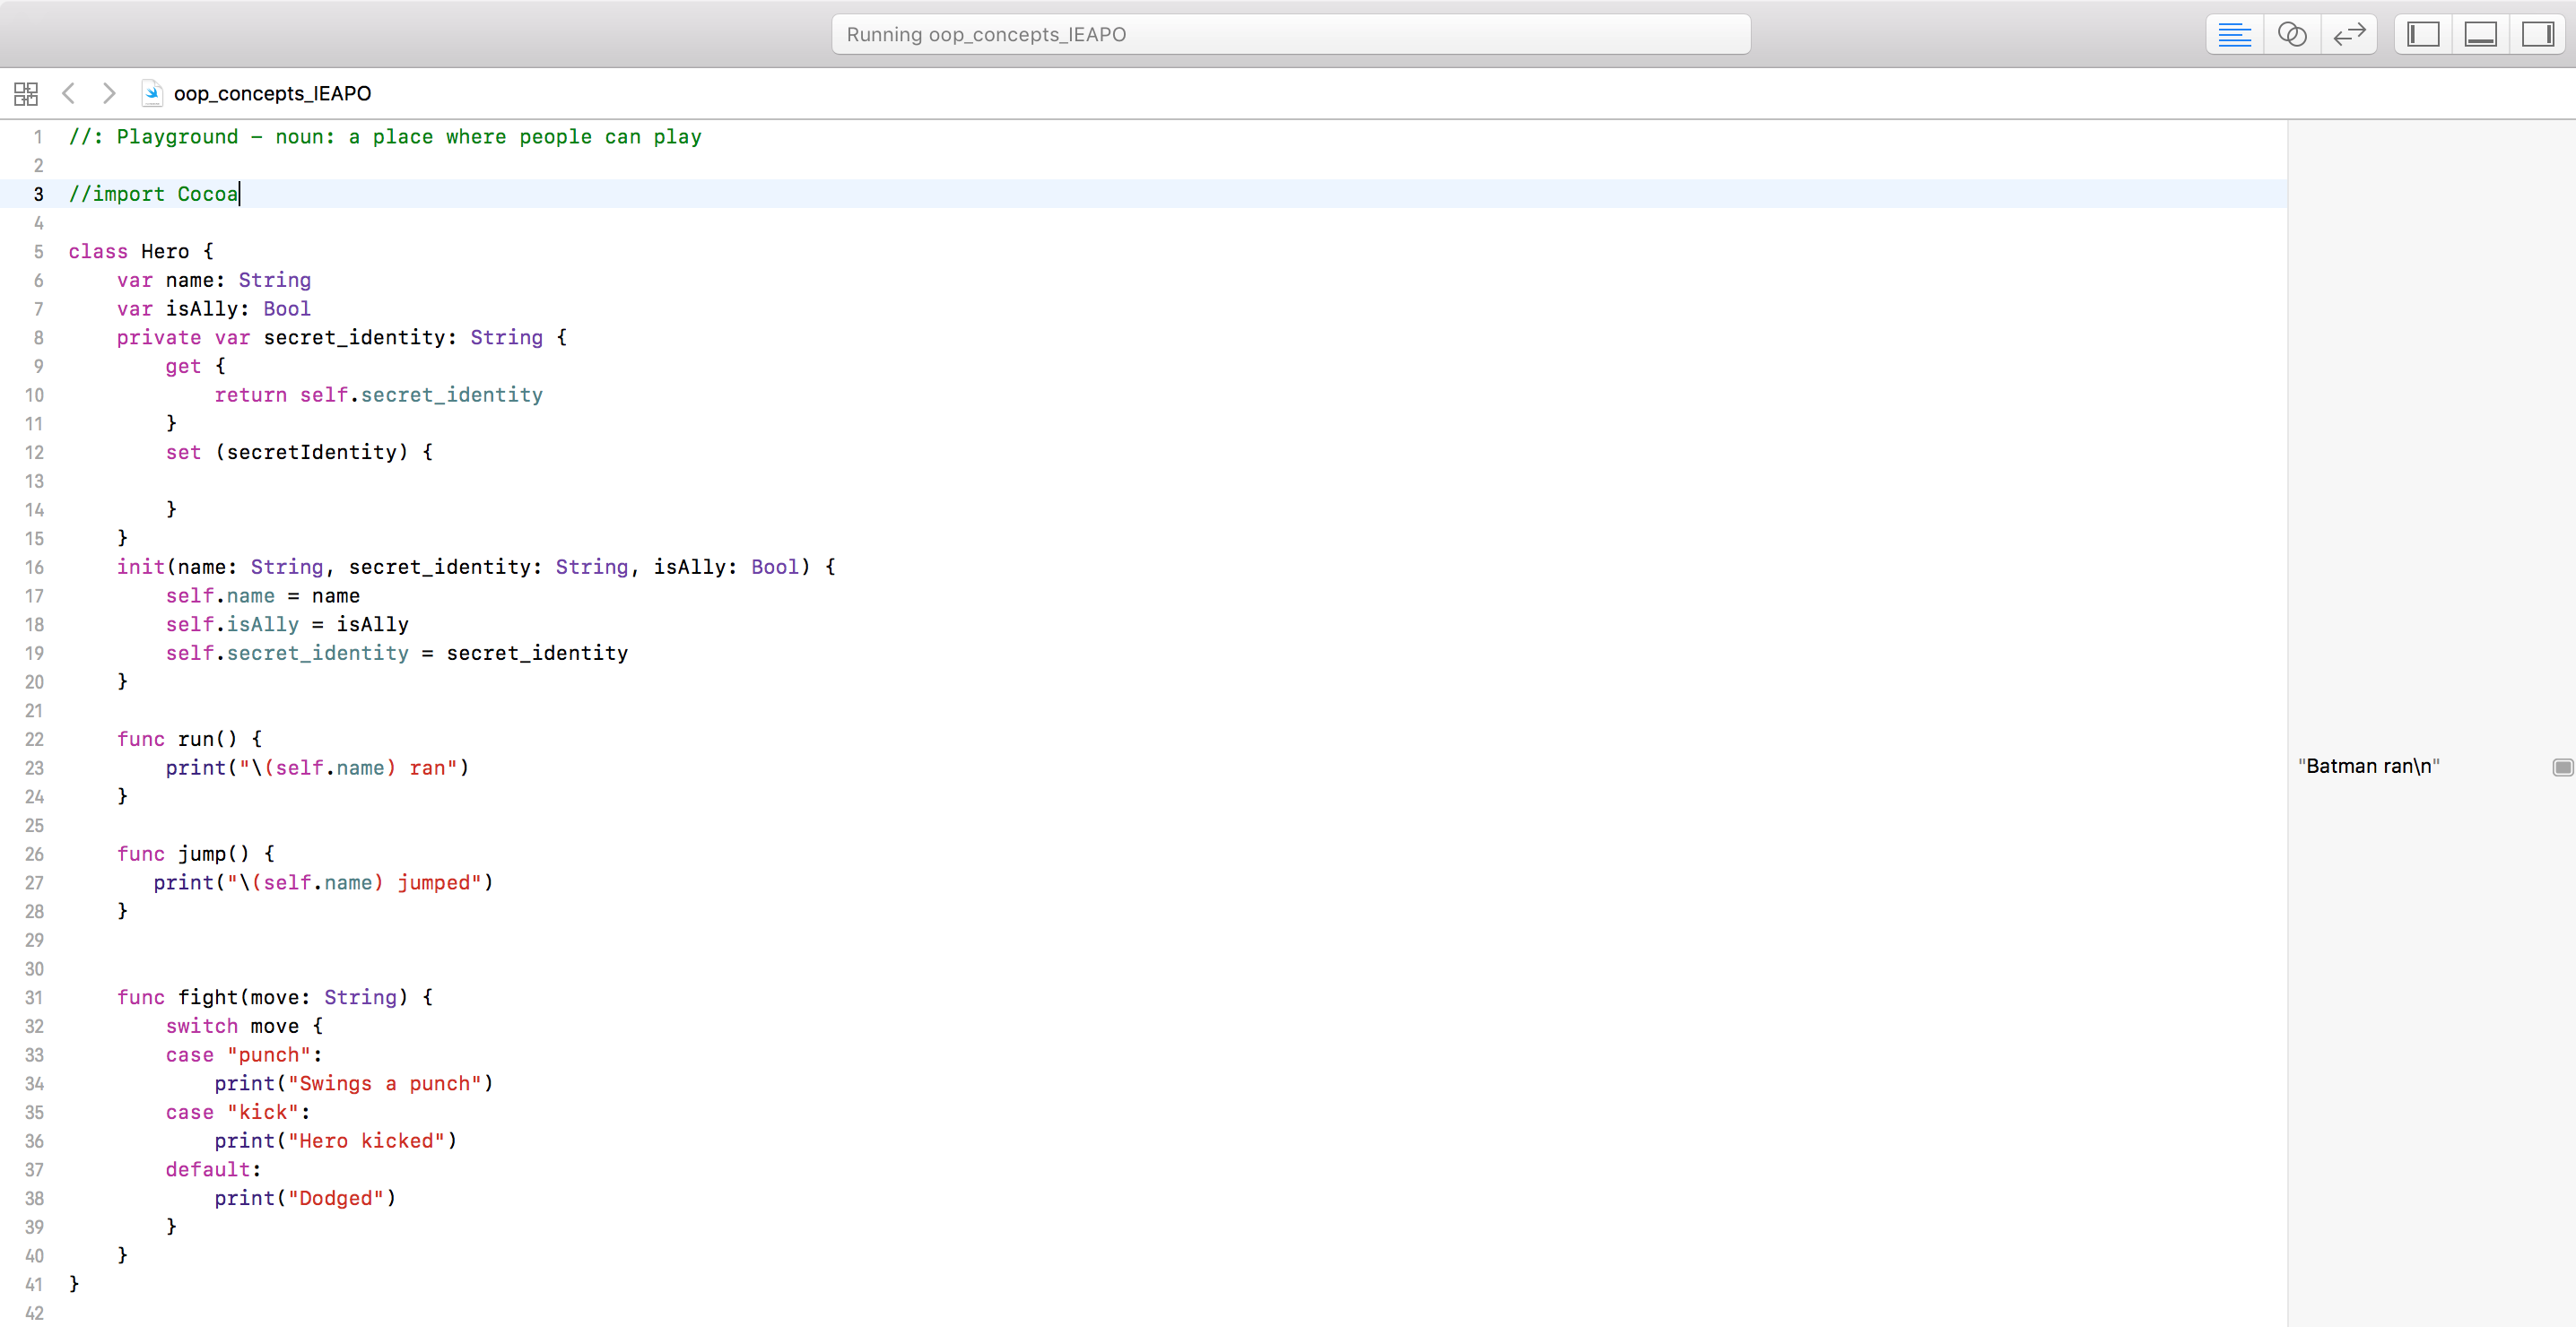 Running oop_concepts_IEAPO
oop_concepts_IEAPO
1 //: Playground – noun: a place where people can play
2
3 //import Cocoa
4
5 class Hero {
6     var name: String
7     var isAlly: Bool
8     private var secret_identity: String {
9         get {
10             return self.secret_identity
11         }
12         set (secretIdentity) {
13
14         }
15     }
16     init(name: String, secret_identity: String, isAlly: Bool) {
17         self.name = name
18         self.isAlly = isAlly
19         self.secret_identity = secret_identity
20     }
21
22     func run() {
23         print("\(self.name) ran")
"Batman ran\n"
24     }
25
26     func jump() {
27        print("\(self.name) jumped")
28     }
29
30
31     func fight(move: String) {
32         switch move {
33         case "punch":
34             print("Swings a punch")
35         case "kick":
36             print("Hero kicked")
37         default:
38             print("Dodged")
39         }
40     }
41 }
42